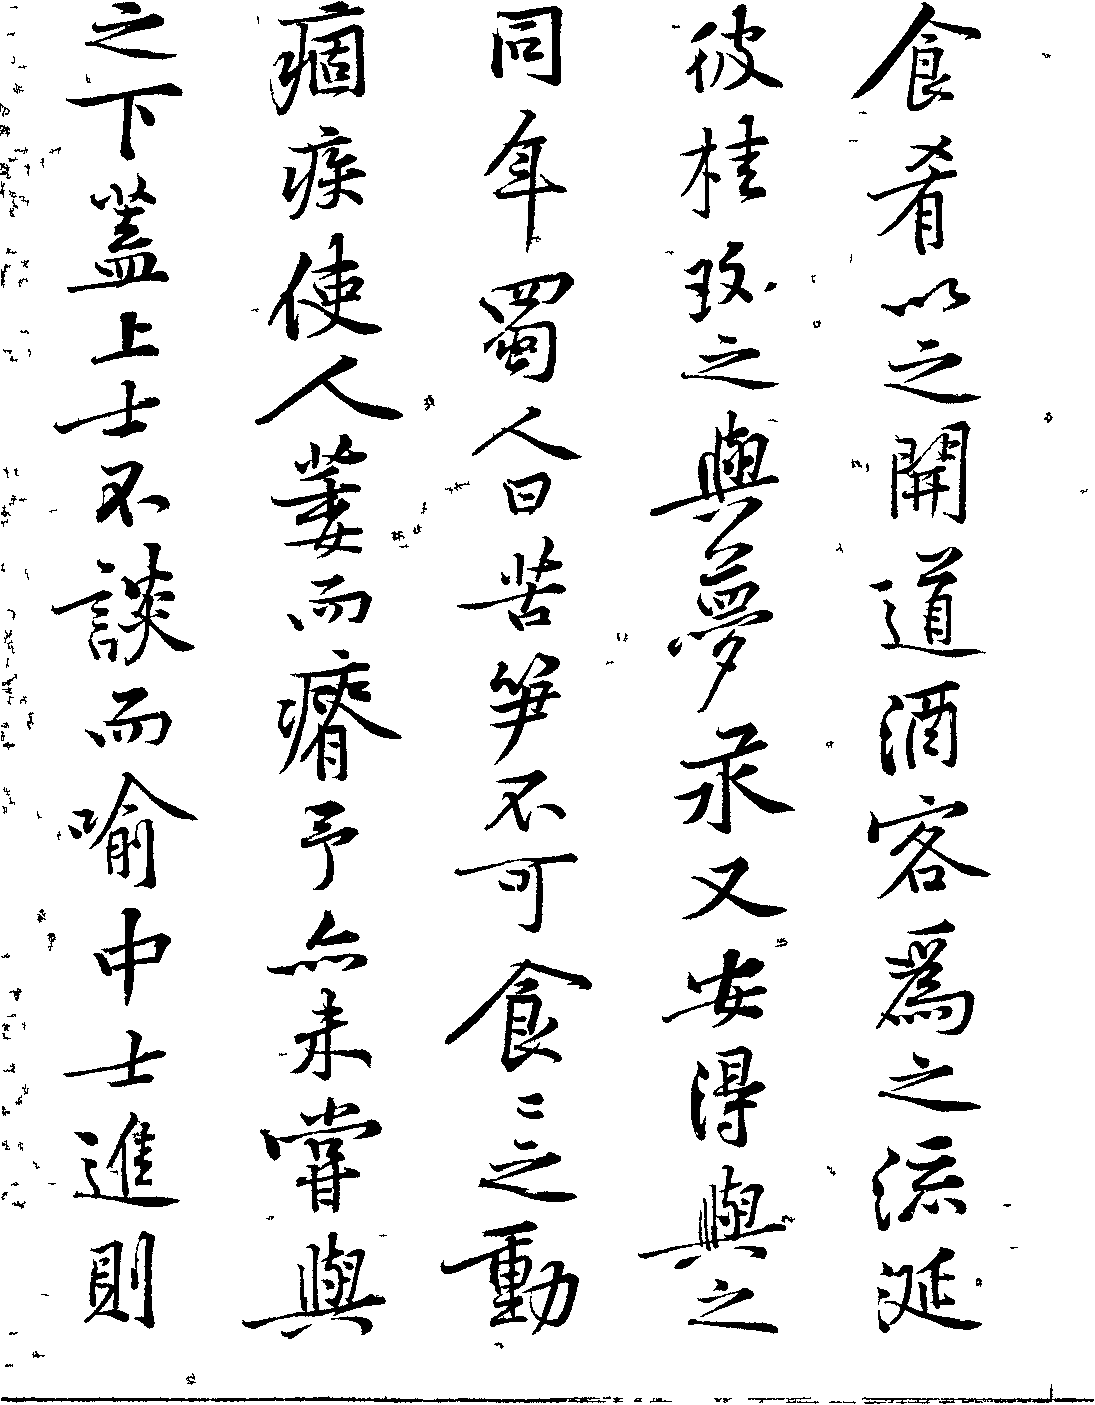 食肴以之開道酒客爲之流涎
彼桂玫之與夢汞又安得與之
同年蜀人曰苦笋不可食〻之動
痼疾使人萎而瘠予亦未嘗與
之下蓋上士不談而喻中士進則